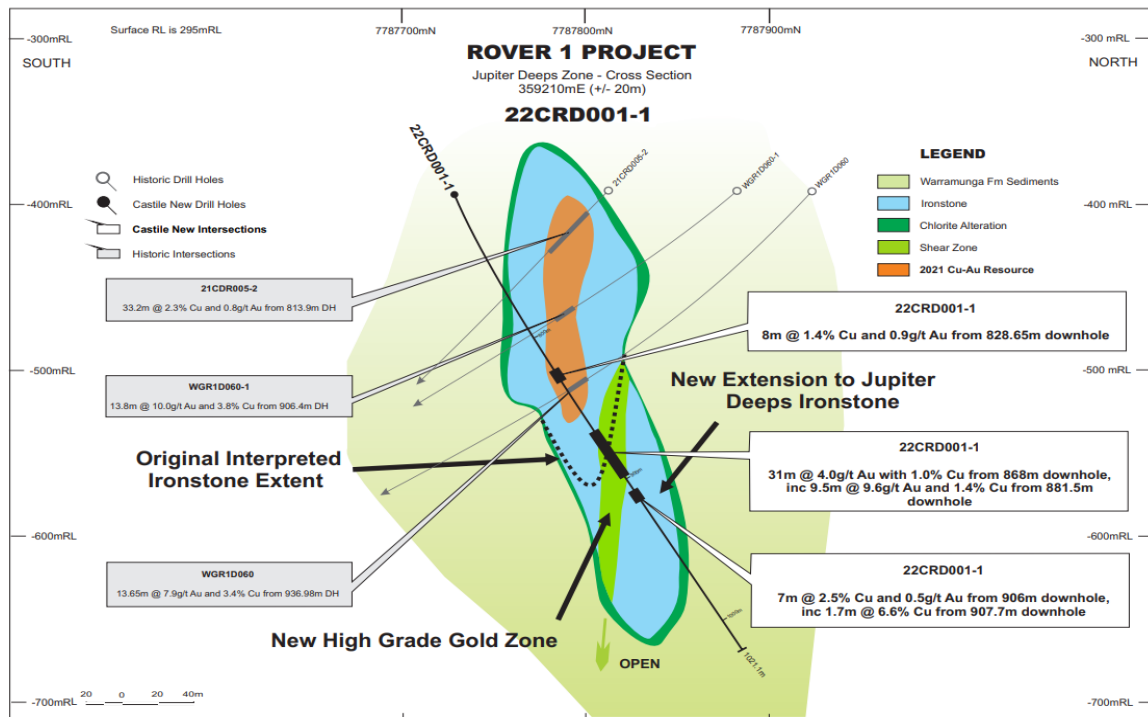 Surface RL is 295mRL
7787700mN
7787800mN
7787900mN
-300mRL
-300 mRL
SOUTH
NORTH
ROVER 1 PROJECT
Jupiter Deeps Zone - Cross Section
359210mE (+/- 20m)
22CRD001-1
22CRD001-1
21CRD005-2
WGR1D060-1
WGR1D060
Historic Drill Holes
Castile New Drill Holes
Castile New Intersections
Historic Intersections
LEGEND
Warramunga Fm Sediments
Ironstone
Chlorite Alteration
Shear Zone
2021 Cu-Au Resource
-400mRL
-400 mRL
21CDR005-2
33.2m @ 2.3% Cu and 0.8g/t Au from 813.9m DH
22CRD001-1
8m @ 1.4% Cu and 0.9g/t Au from 828.65m downhole
800m
-500mRL
-500 mRL
WGR1D060-1
13.8m @ 10.0g/t Au and 3.8% Cu from 906.4m DH
New Extension to Jupiter
Deeps Ironstone
Original Interpreted
Ironstone Extent
22CRD001-1
31m @ 4.0g/t Au with 1.0% Cu from 868m downhole,
inc 9.5m @ 9.6g/t Au and 1.4% Cu from 881.5m
downhole
900m
-600mRL
-600mRL
WGR1D060
13.65m @ 7.9g/t Au and 3.4% Cu from 936.98m DH
22CRD001-1
7m @ 2.5% Cu and 0.5g/t Au from 906m downhole,
inc 1.7m @ 6.6% Cu from 907.7m downhole
New High Grade Gold Zone
OPEN
1000m
1021.1m
20 0 20 40m
-700mRL
-700mRL